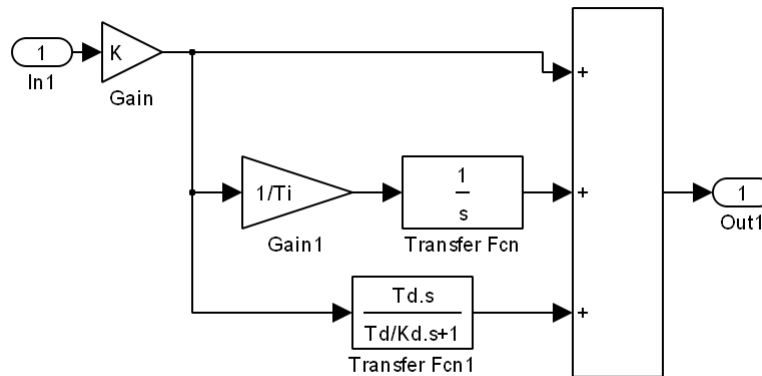 1
In1
K
Gain
+
1/Ti
Gain1
1
s
Transfer Fcn
+
1
Out1
Td.s
Td/Kd.s+1
Transfer Fcn1
+